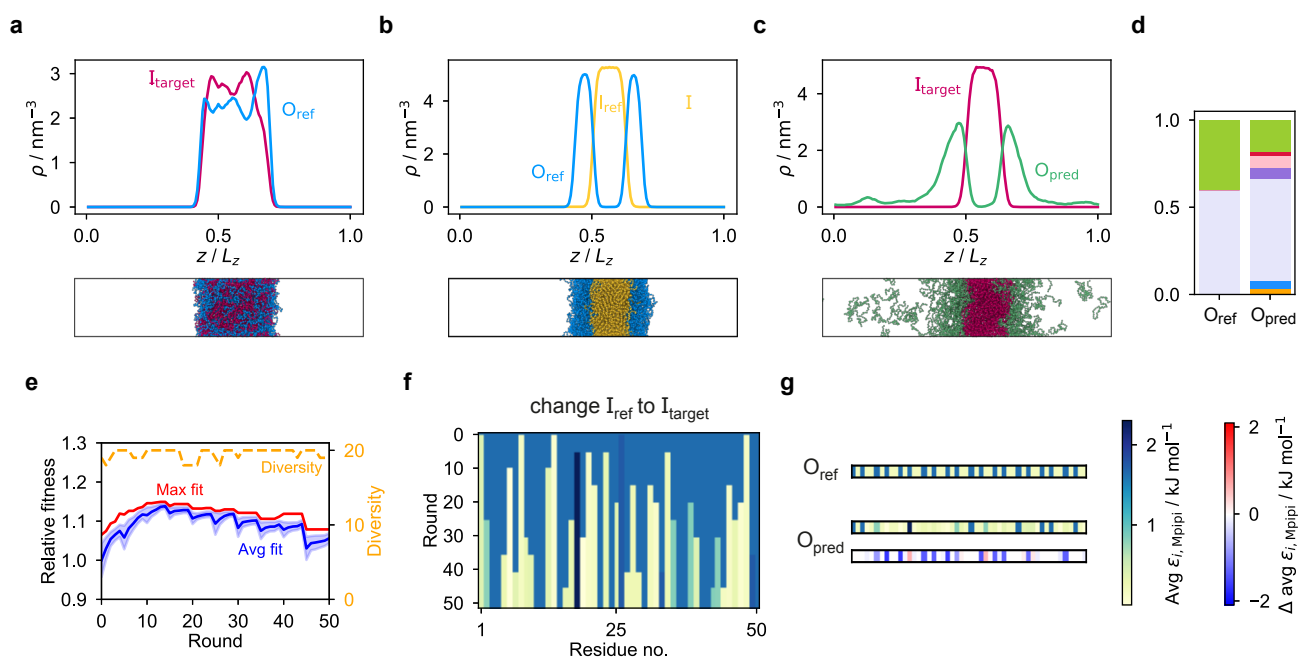 a
b
c
d
3
2
1
0
ρ / nm⁻³
I_target
O_ref
0.0
0.5
1.0
z / L_z
4
2
0
ρ / nm⁻³
O_ref
I_ref
I
0.0
0.5
1.0
z / L_z
4
2
0
ρ / nm⁻³
I_target
O_pred
0.0
0.5
1.0
z / L_z
1.0
0.5
0.0
O_ref
O_pred
e
f
g
1.3
1.2
1.1
1.0
0.9
Relative fitness
Diversity
Max fit
Avg fit
20
10
0
Diversity
0 10 20 30 40 50
Round
change I_ref to I_target
0
10
20
30
40
50
Round
1 25 50
Residue no.
O_ref
O_pred
2
1
Avg ε_i, Mpipi / kJ mol⁻¹
2
0
−2
Δ avg ε_i, Mpipi / kJ mol⁻¹